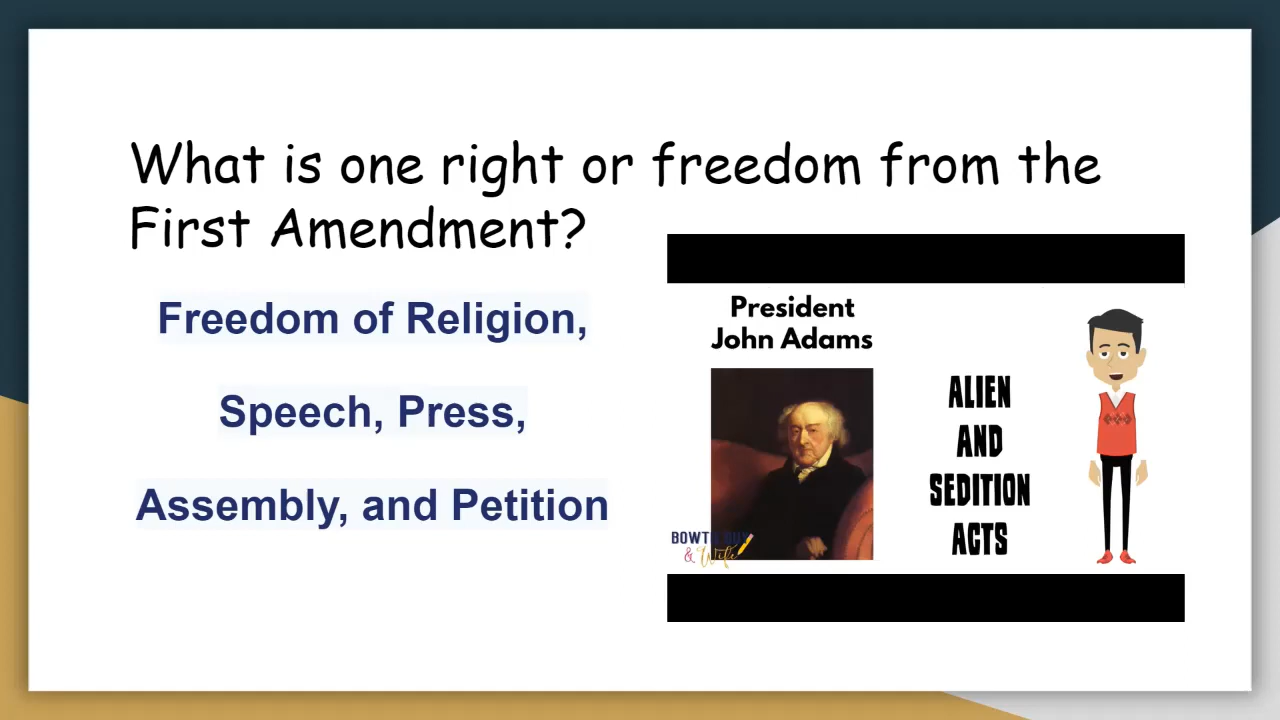 What is one right or freedom from the
First Amendment?
Freedom of Religion,
Speech, Press,
Assembly, and Petition
President
John Adams
ALIEN
AND
SEDITION
ACTS
& Wife